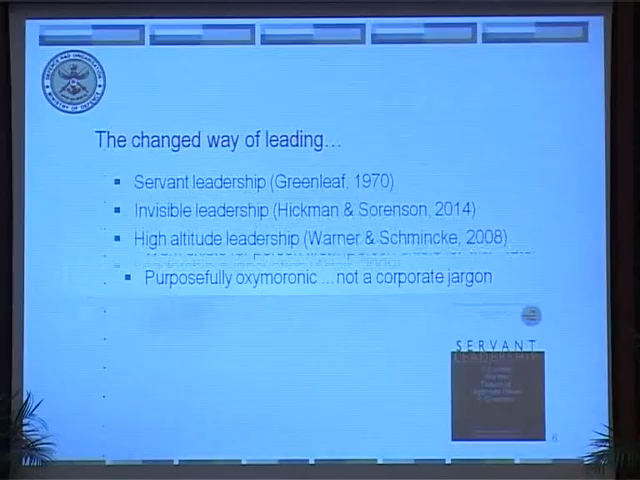 The changed way of leading...
Servant leadership (Greenleaf, 1970)
Invisible leadership (Hickman & Sorenson, 2014)
High altitude leadership (Warner & Schmincke, 2008)
Purposefully oxymoronic ...not a corporate jargon
SERVANT
LEADERSHIP
6